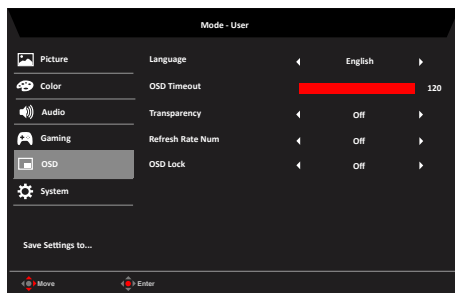 Mode - User
Picture
Language English
Color
OSD Timeout 120
Audio
Transparency Off
Gaming
Refresh Rate Num Off
OSD
OSD Lock Off
System
Save Settings to...
Move Enter